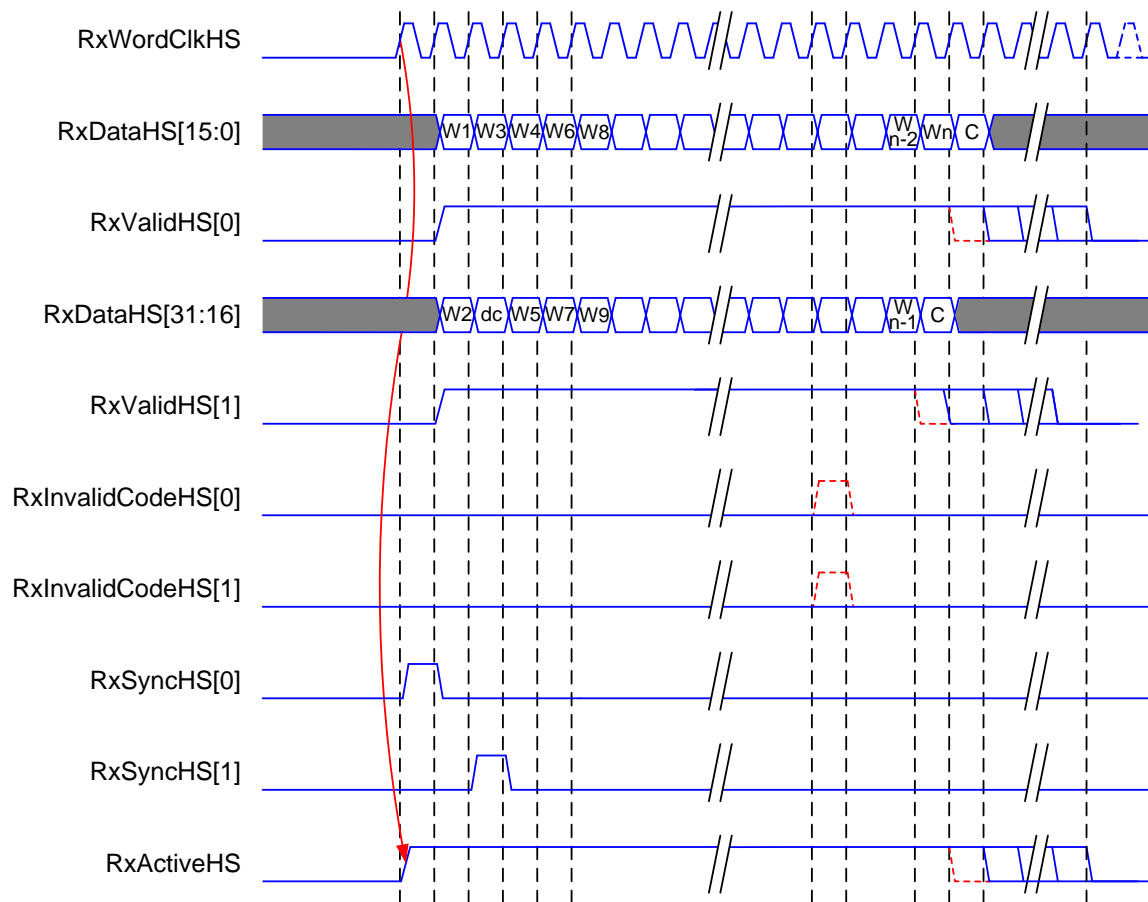 RxWordClkHS
RxDataHS[15:0]
W1 W3 W4 W6 W8 W n-2 Wn C
RxValidHS[0]
RxDataHS[31:16]
W2 dc W5 W7 W9 W n-1 C
RxValidHS[1]
RxInvalidCodeHS[0]
RxInvalidCodeHS[1]
RxSyncHS[0]
RxSyncHS[1]
RxActiveHS